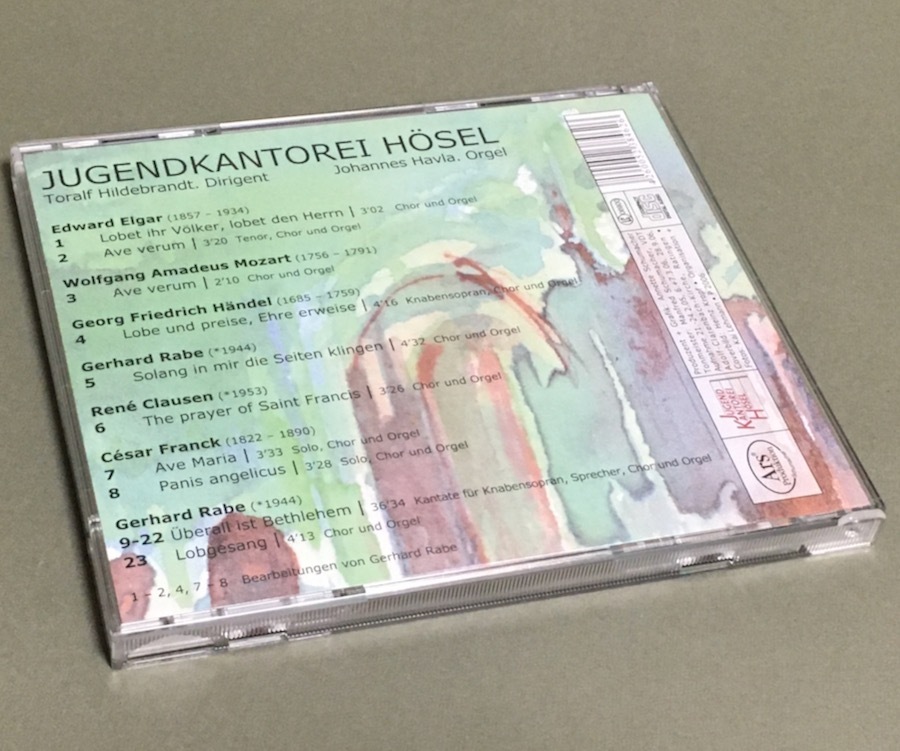 JUGENDKANTOREI HÖSEL
Toralf Hildebrandt. Dirigent Johannes Havla. Orgel
Edward Elgar (1857 – 1934)
1 Lobet ihr Völker, lobet den Herrn | 3'02 Chor und Orgel
2 Ave verum | 3'20 Tenor, Chor und Orgel
Wolfgang Amadeus Mozart (1756 – 1791)
3 Ave verum | 2'10 Chor und Orgel
Georg Friedrich Händel (1685 – 1759)
4 Lobe und preise, Ehre erweise | 4'16 Knabensopran, Chor und Orgel
Gerhard Rabe (*1944)
5 Solang in mir die Seiten klingen | 4'32 Chor und Orgel
René Clausen (*1953)
6 The prayer of Saint Francis | 3'26 Chor und Orgel
César Franck (1822 – 1890)
7 Ave Maria | 3'33 Solo, Chor und Orgel
8 Panis angelicus | 3'28 Solo, Chor und Orgel
Gerhard Rabe (*1944)
9-22 Überall ist Bethlehem | 36'34 Kantate für Knabensopran, Sprecher, Chor und Orgel
23 Lobgesang | 4'13 Chor und Orgel
1 – 2, 4, 7 – 8 Bearbeitungen von Gerhard Rabe
JUGEND
KANTOREI
HÖSEL
Ars